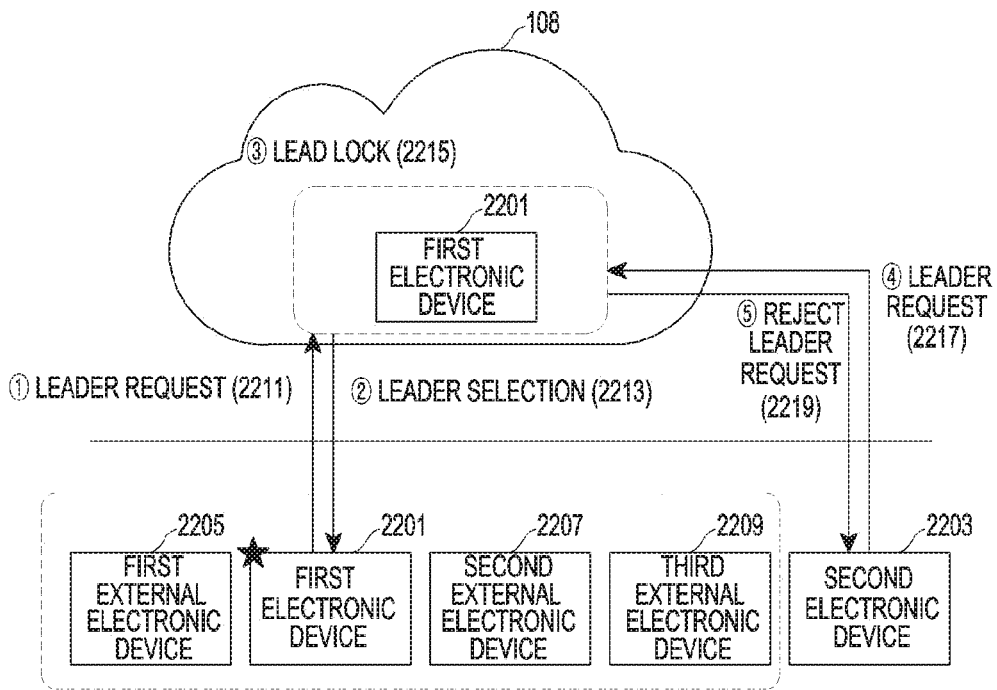 108
③ LEAD LOCK (2215)
2201
FIRST
ELECTRONIC
DEVICE
④ LEADER
REQUEST
(2217)
⑤ REJECT
LEADER
REQUEST
(2219)
① LEADER REQUEST (2211)
② LEADER SELECTION (2213)
2205
FIRST
EXTERNAL
ELECTRONIC
DEVICE
2201
FIRST
ELECTRONIC
DEVICE
2207
SECOND
EXTERNAL
ELECTRONIC
DEVICE
2209
THIRD
EXTERNAL
ELECTRONIC
DEVICE
2203
SECOND
ELECTRONIC
DEVICE